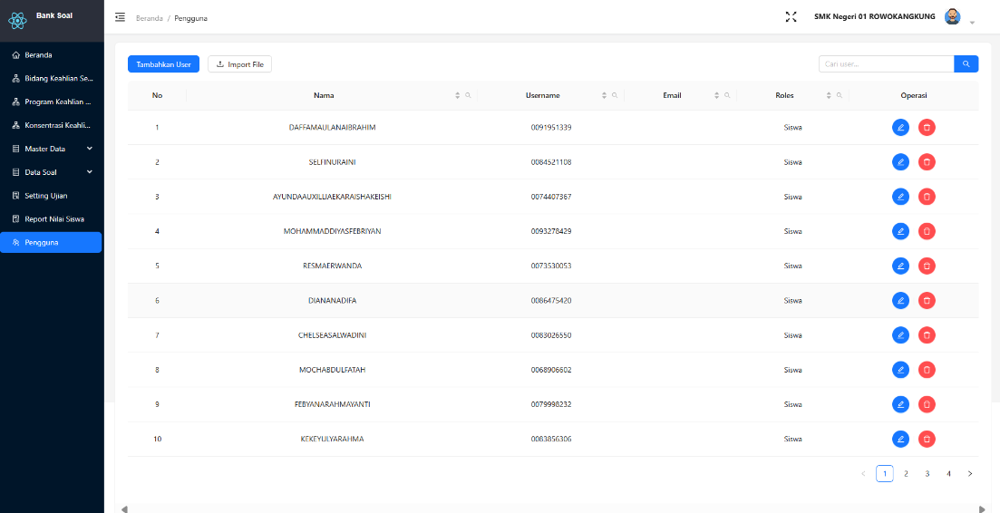 Bank Soal
Beranda / Pengguna
SMK Negeri 01 ROWOKANGKUNG
Beranda
Bidang Keahlian Se...
Program Keahlian ...
Konsentrasi Keahli...
Master Data
Data Soal
Setting Ujian
Report Nilai Siswa
Pengguna
Tambahkan User
Import File
Cari user...
No Nama Username Email Roles Operasi
1 DAFFAMAULANAIBRAHIM 0091951339 Siswa
2 SELFINURAINI 0084521108 Siswa
3 AYUNDAAUXILLIAEKARAISHAKEISHI 0074407367 Siswa
4 MOHAMMADDIYASFEBRIYAN 0093278429 Siswa
5 RESMAERWANDA 0073530053 Siswa
6 DIANANADIFA 0086475420 Siswa
7 CHELSEASALWADINI 0083026550 Siswa
8 MOCHABDULFATAH 0068906602 Siswa
9 FEBYANARAHMAYANTI 0079998232 Siswa
10 KEKEYULYARAHMA 0083856306 Siswa
1 2 3 4